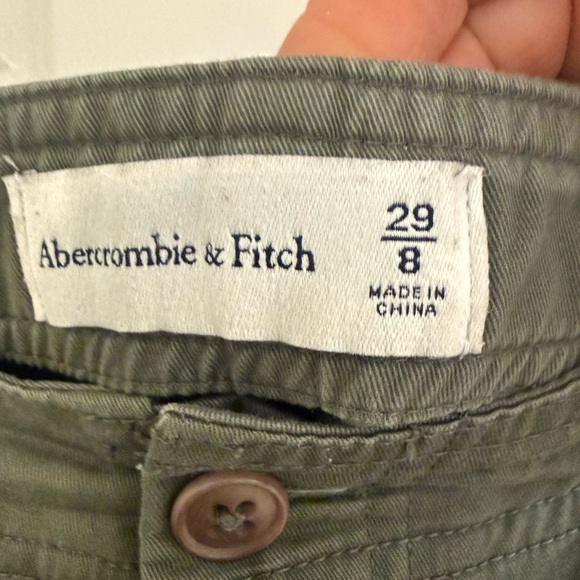 Abercrombie & Fitch
29
8
MADE IN
CHINA